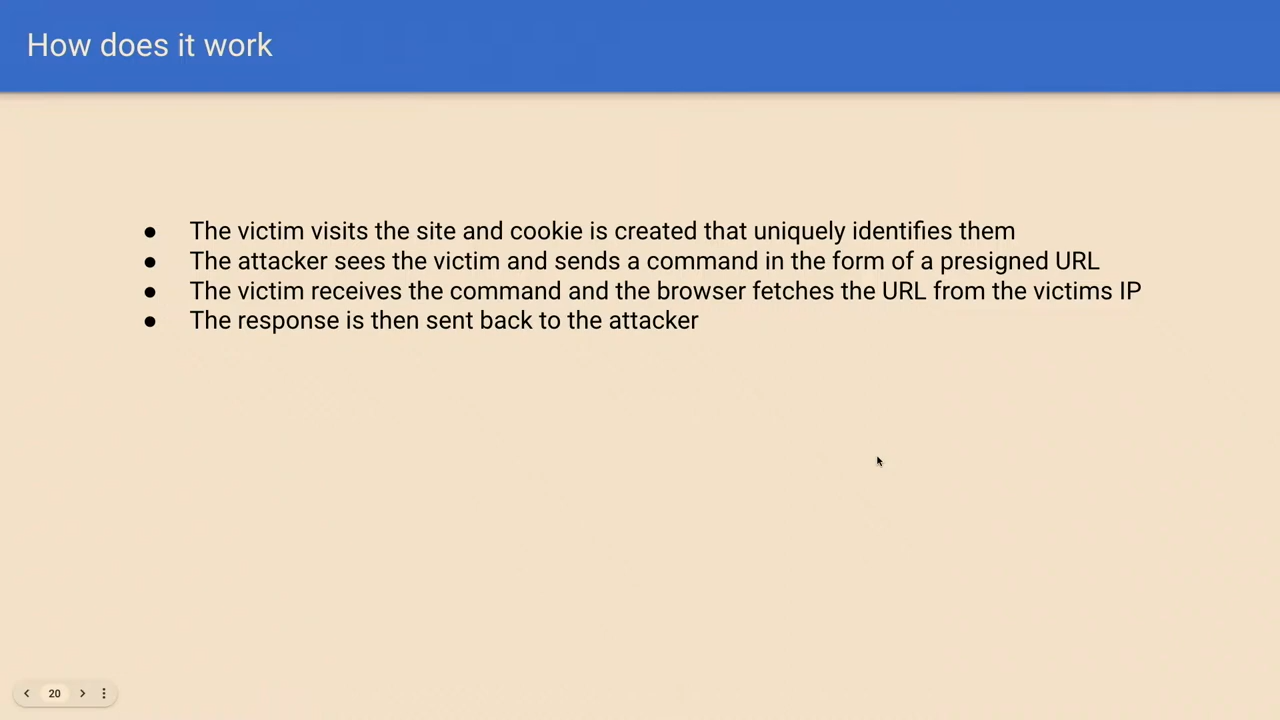 How does it work
● The victim visits the site and cookie is created that uniquely identifies them
● The attacker sees the victim and sends a command in the form of a presigned URL
● The victim receives the command and the browser fetches the URL from the victims IP
● The response is then sent back to the attacker
20